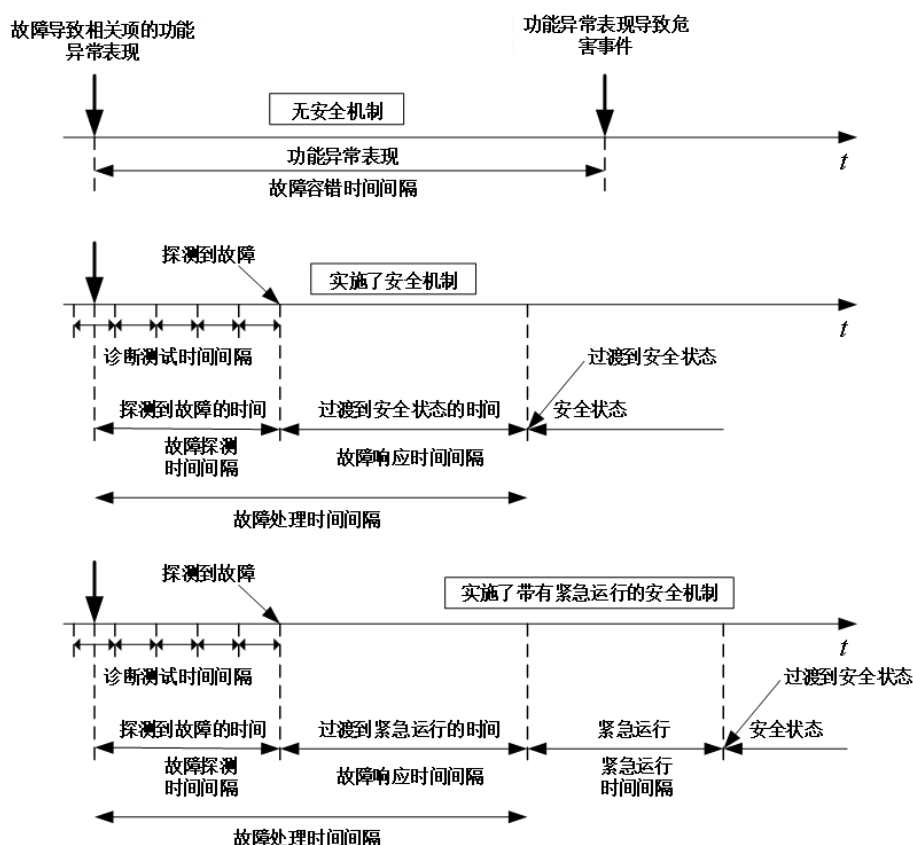 故障导致相关项的功能
异常表现
功能异常表现导致危
害事件
无安全机制
功能异常表现
t
故障容错时间间隔
探测到故障
实施了安全机制
t
诊断测试时间间隔
过渡到安全状态
探测到故障的时间
过渡到安全状态的时间
安全状态
故障探测
时间间隔
故障响应时间间隔
故障处理时间间隔
探测到故障
实施了带有紧急运行的安全机制
t
诊断测试时间间隔
过渡到安全状态
探测到故障的时间
过渡到紧急运行的时间
紧急运行
安全状态
故障探测
时间间隔
故障响应时间间隔
紧急运行
时间间隔
故障处理时间间隔